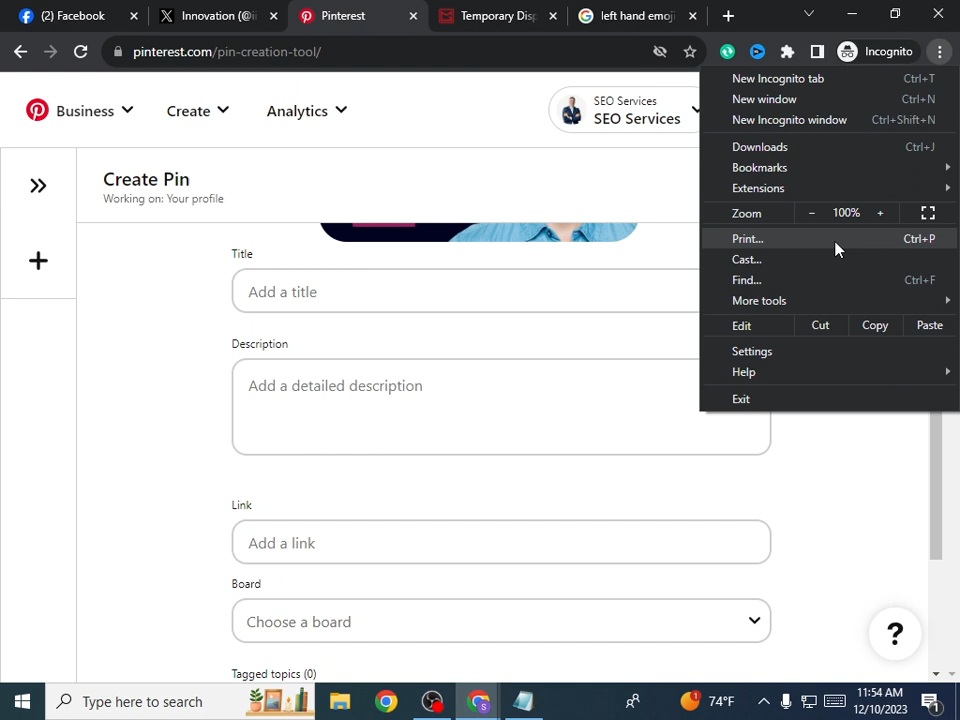 (2) Facebook
Innovation (@i
Pinterest
Temporary Disp
left hand emoji
pinterest.com/pin-creation-tool/
Incognito
New Incognito tab Ctrl+T
New window
New Incognito window Ctrl+Shift+N
Downloads Ctrl+J
Bookmarks
Extensions
Zoom - 100% +
Print... Ctrl+P
Cast...
Find... Ctrl+F
More tools
Edit Cut Copy Paste
Settings
Help
Exit
Business
Create
Analytics
SEO Services
SEO Services
Create Pin
Working on: Your profile
Title
Add a title
Description
Add a detailed description
Link
Add a link
Board
Choose a board
Tagged topics (0)
?
Type here to search
1
74°F
11:54 AM
12/10/2023
1